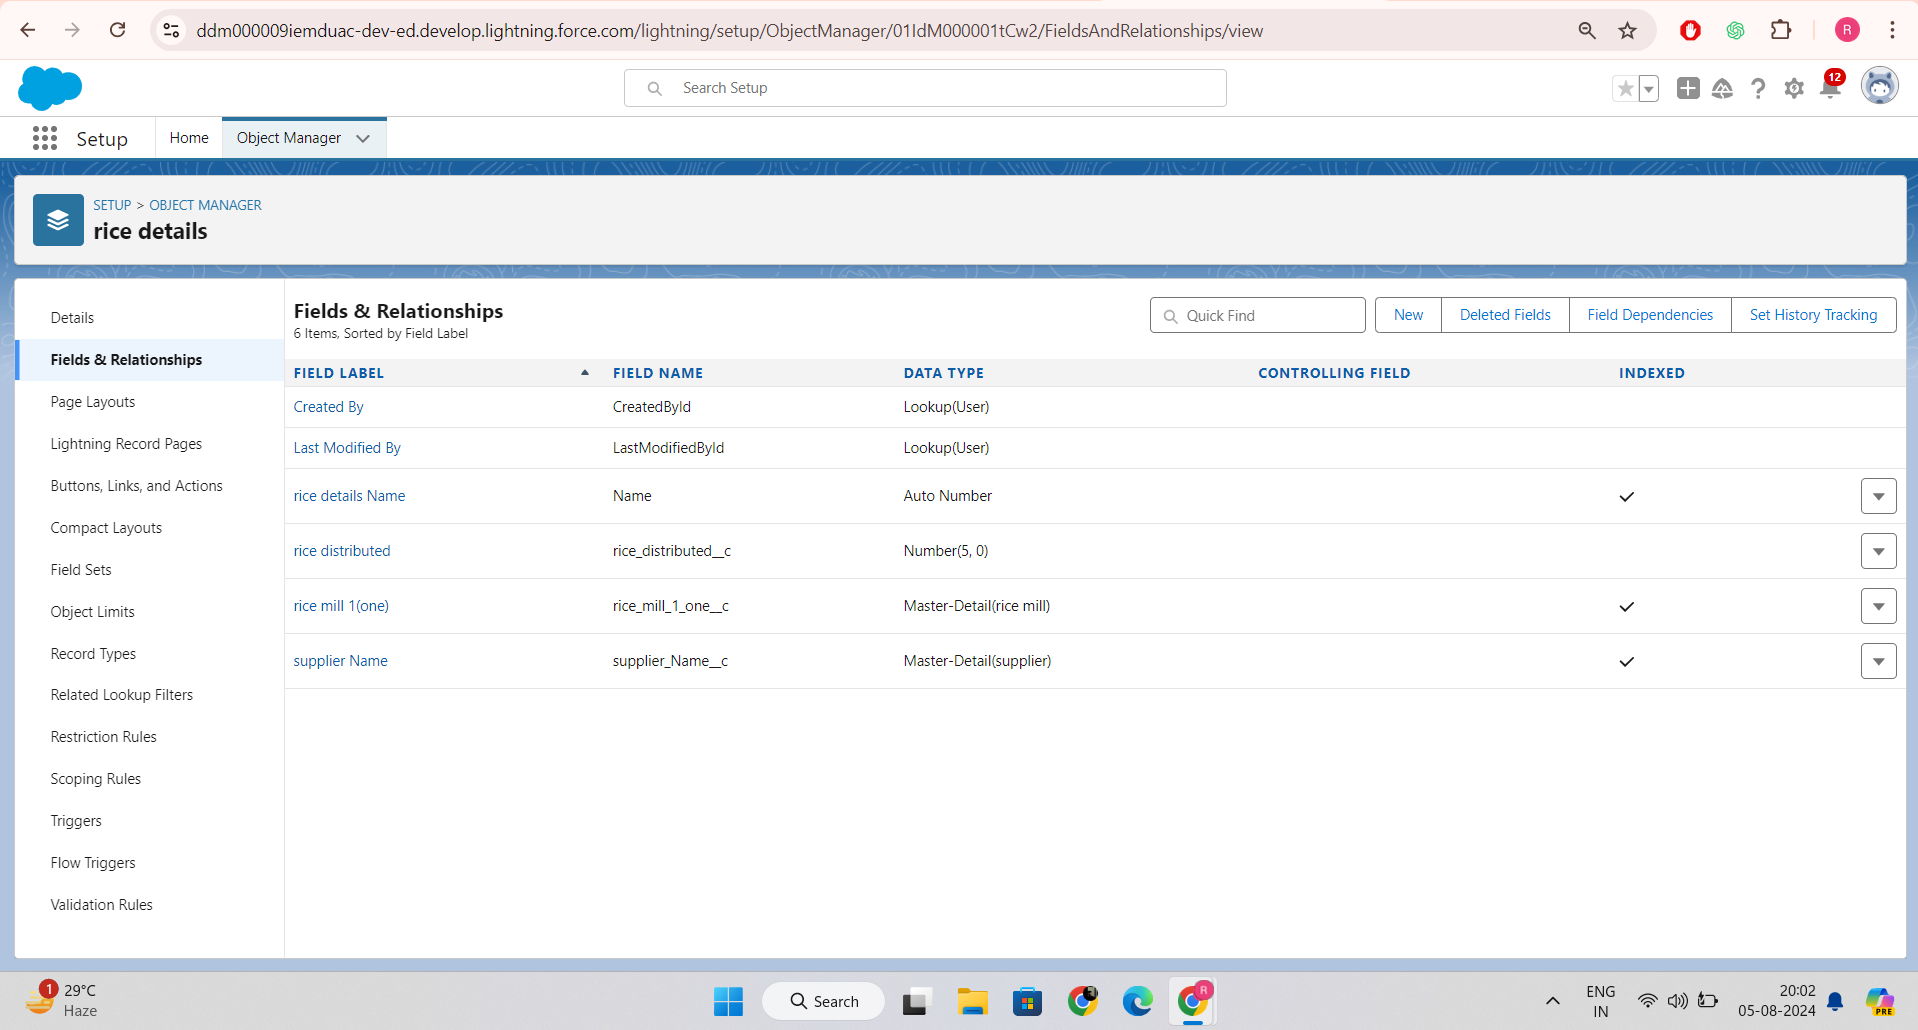 ddm000009iemduac-dev-ed.develop.lightning.force.com/lightning/setup/ObjectManager/01IdM000001tCw2/FieldsAndRelationships/view
R
Search Setup
12
Setup
Home
Object Manager
SETUP > OBJECT MANAGER
rice details
Details
Fields & Relationships
Page Layouts
Lightning Record Pages
Buttons, Links, and Actions
Compact Layouts
Field Sets
Object Limits
Record Types
Related Lookup Filters
Restriction Rules
Scoping Rules
Triggers
Flow Triggers
Validation Rules
Fields & Relationships
6 Items, Sorted by Field Label
Quick Find
New
Deleted Fields
Field Dependencies
Set History Tracking
FIELD LABEL FIELD NAME DATA TYPE CONTROLLING FIELD INDEXED
Created By CreatedById Lookup(User)
Last Modified By LastModifiedById Lookup(User)
rice details Name Name Auto Number
rice distributed rice_distributed__c Number(5, 0)
rice mill 1(one) rice_mill_1_one__c Master-Detail(rice mill)
supplier Name supplier_Name__c Master-Detail(supplier)
1
29°C
Haze
Search
R
ENG
IN
20:02
05-08-2024
PRE